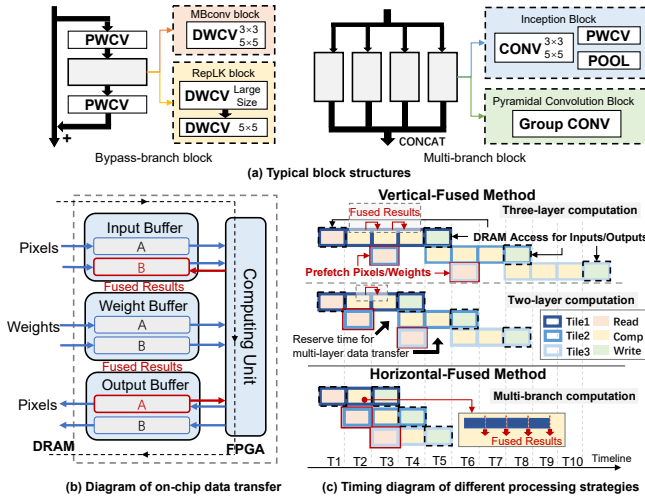 PWCV
PWCV
+
Bypass-branch block
MBconv block
DWCV 3×3
5×5
RepLK block
DWCV Large
Size
DWCV 5×5
CONCAT
Multi-branch block
Inception Block
CONV 3×3
5×5
PWCV
POOL
Pyramidal Convolution Block
Group CONV
(a) Typical block structures
Input Buffer
Pixels
A
B
Fused Results
Weight Buffer
Weights
A
B
Fused Results
Output Buffer
Pixels
A
B
DRAM
FPGA
Computing Unit
(b) Diagram of on-chip data transfer
Vertical-Fused Method
Fused Results
Three-layer computation
DRAM Access for Inputs/Outputs
Prefetch Pixels/Weights
Two-layer computation
Reserve time for
multi-layer data transfer
Tile1 Read
Tile2 Comp
Tile3 Write
Horizontal-Fused Method
Multi-branch computation
Fused Results
T1 T2 T3 T4 T5 T6 T7 T8 T9 T10 Timeline
(c) Timing diagram of different processing strategies